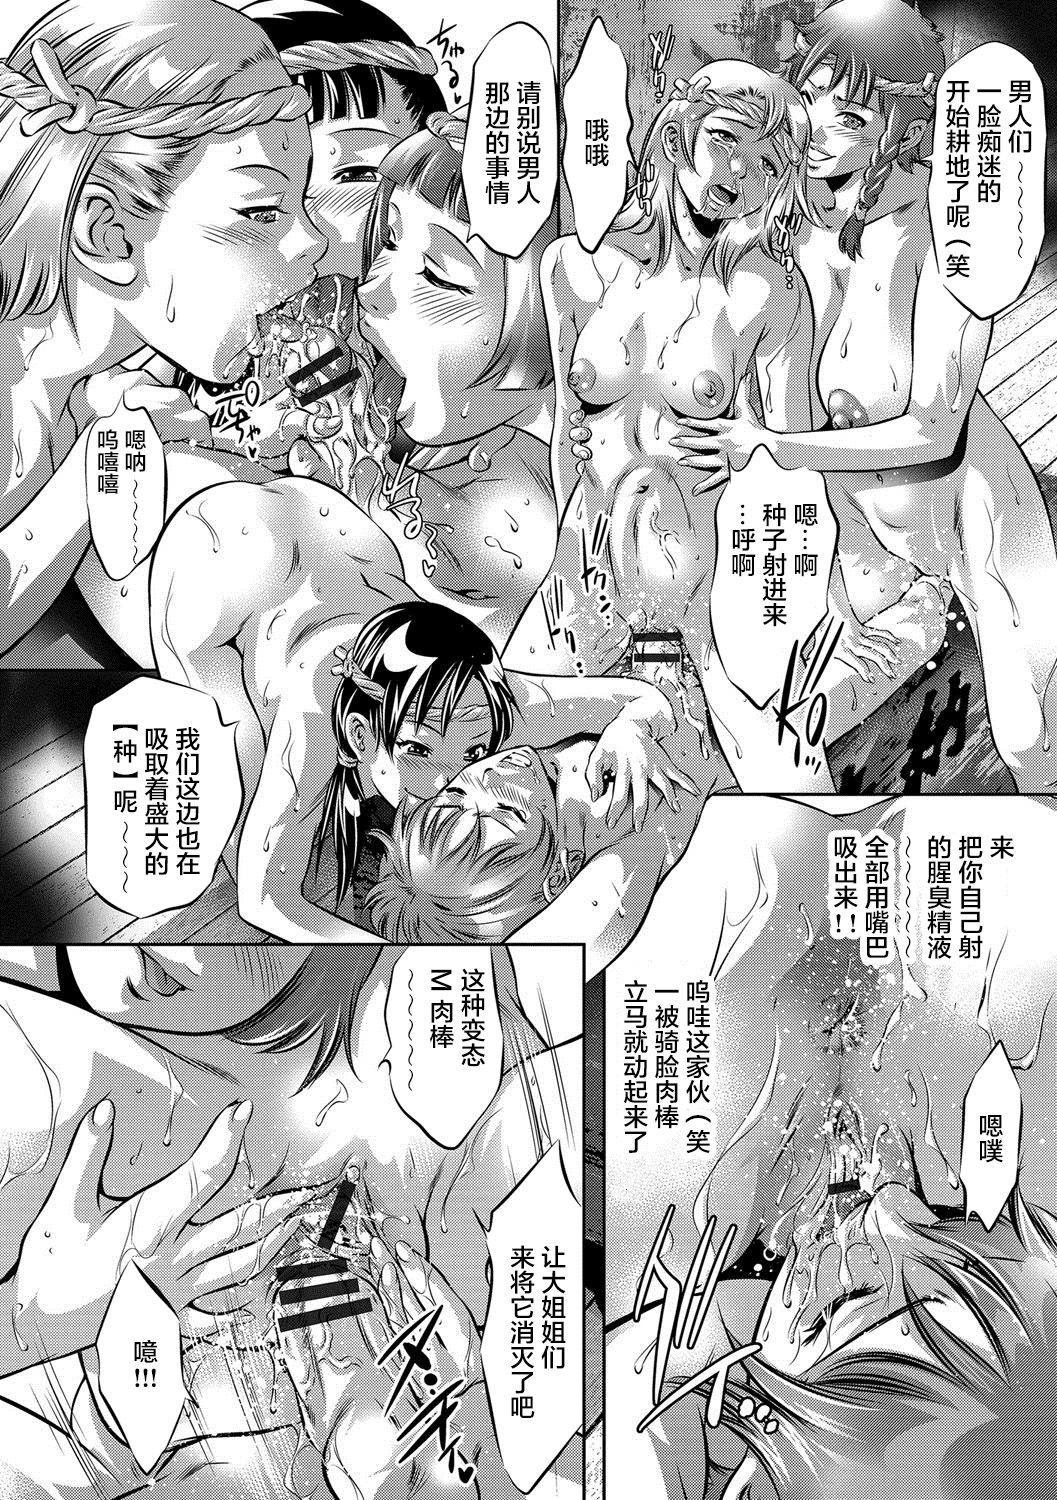 男人们～～～～
一脸痴迷的
开始耕地了呢(笑
哦哦
请别说男人
那边的事情
ちゅる
嗯呐～～～～
呜嘻嘻
嗯…啊
种子射进来
…呼啊
我们这边也在
吸取着盛大的
【种】呢～～～～
来
把你自己射
的腥臭精液
～～～～～
全部用嘴巴
吸出来!!
呜哇这家伙(笑
一被骑脸肉棒
立马就动起来了
嗯噗
这种变态
M肉棒
～～～～～
让大姐姐们
来将它消灭了吧
噫!!!